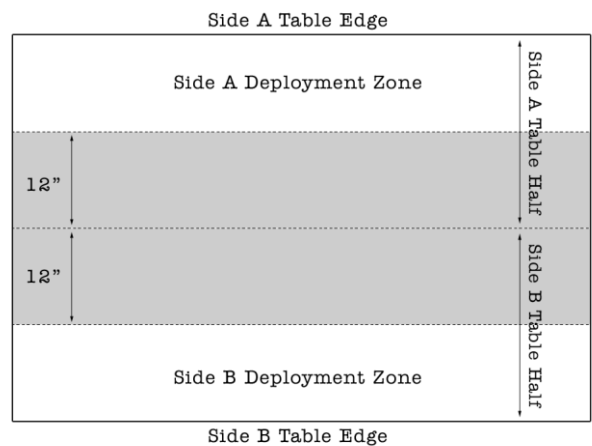 Side A Table Edge
Side A Deployment Zone
Side A Table Half
12”
12”
Side B Table Half
Side B Deployment Zone
Side B Table Edge